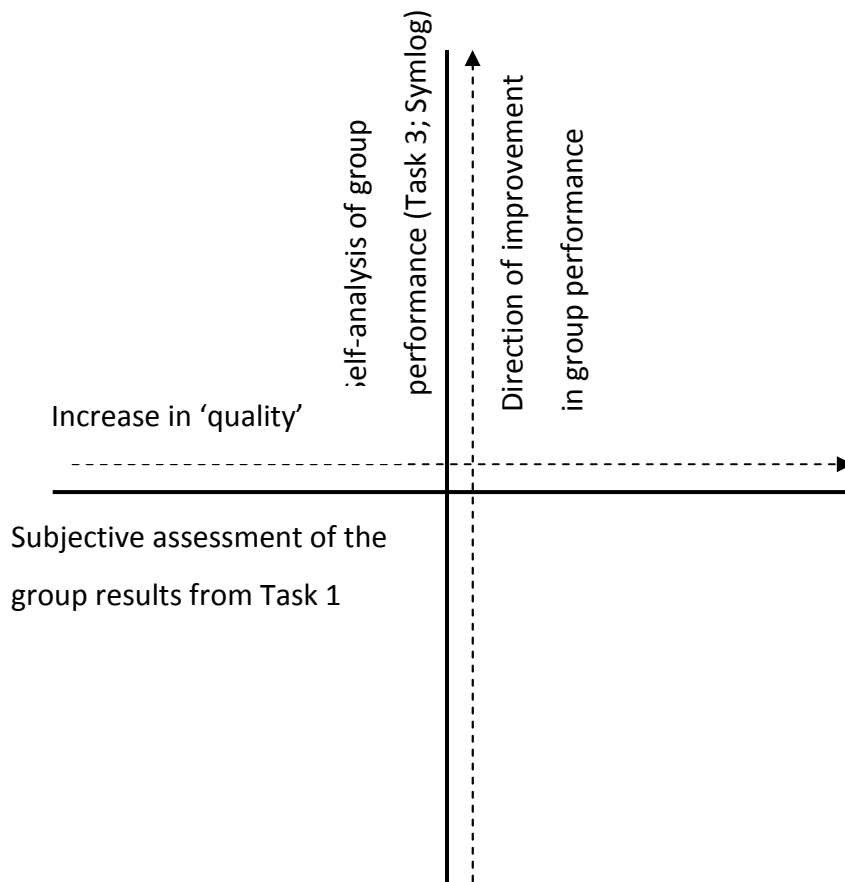 Self-analysis of group
performance (Task 3; Symlog)
Direction of improvement
in group performance
Increase in ‘quality’
Subjective assessment of the
group results from Task 1